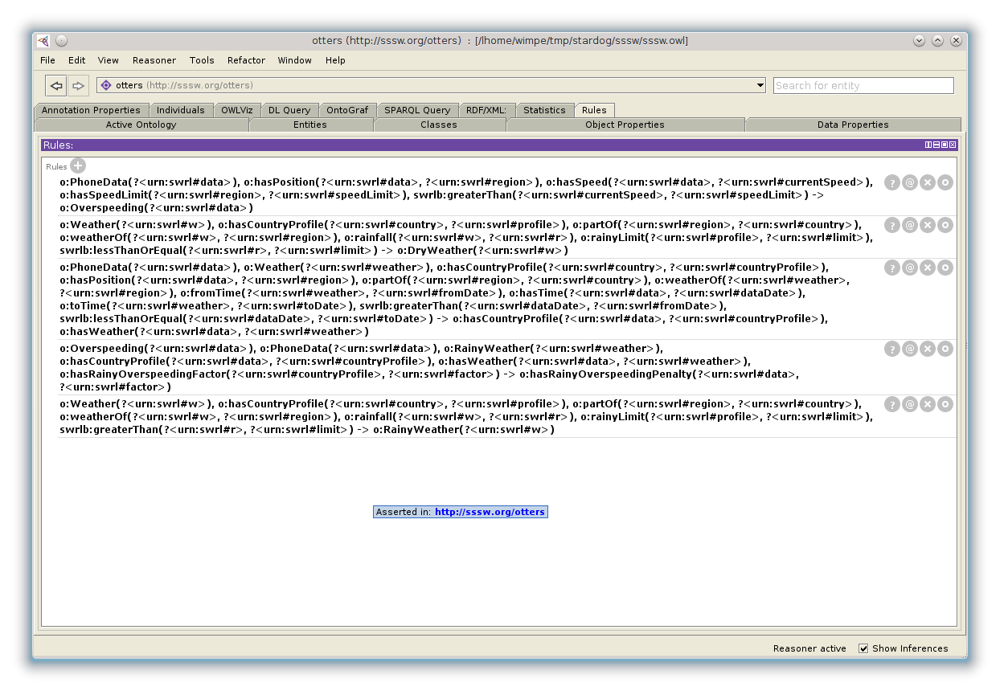 otters (http://sssw.org/otters)  : [/lhome/wimpe/tmp/stardog/sssw/sssw.owl]
File Edit View Reasoner Tools Refactor Window Help
otters (http://sssw.org/otters)
Search for entity
Annotation Properties Individuals OWLViz DL Query OntoGraf SPARQL Query RDF/XML: Statistics Rules
Active Ontology Entities Classes Object Properties Data Properties
Rules:
Rules +
o:PhoneData(?<urn:swrl#data>), o:hasPosition(?<urn:swrl#data>, ?<urn:swrl#region>), o:hasSpeed(?<urn:swrl#data>, ?<urn:swrl#currentSpeed>),
o:hasSpeedLimit(?<urn:swrl#region>, ?<urn:swrl#speedLimit>), swrlb:greaterThan(?<urn:swrl#currentSpeed>, ?<urn:swrl#speedLimit>) ->
o:Overspeeding(?<urn:swrl#data>)
o:Weather(?<urn:swrl#w>), o:hasCountryProfile(?<urn:swrl#country>, ?<urn:swrl#profile>), o:partOf(?<urn:swrl#region>, ?<urn:swrl#country>),
o:weatherOf(?<urn:swrl#w>, ?<urn:swrl#region>), o:rainfall(?<urn:swrl#w>, ?<urn:swrl#r>), o:rainyLimit(?<urn:swrl#profile>, ?<urn:swrl#limit>),
swrlb:lessThanOrEqual(?<urn:swrl#r>, ?<urn:swrl#limit>) -> o:DryWeather(?<urn:swrl#w>)
o:PhoneData(?<urn:swrl#data>), o:Weather(?<urn:swrl#weather>), o:hasCountryProfile(?<urn:swrl#country>, ?<urn:swrl#countryProfile>),
o:hasPosition(?<urn:swrl#data>, ?<urn:swrl#region>), o:partOf(?<urn:swrl#region>, ?<urn:swrl#country>), o:weatherOf(?<urn:swrl#weather>,
?<urn:swrl#region>), o:fromTime(?<urn:swrl#weather>, ?<urn:swrl#fromDate>), o:hasTime(?<urn:swrl#data>, ?<urn:swrl#dataDate>),
o:toTime(?<urn:swrl#weather>, ?<urn:swrl#toDate>), swrlb:greaterThan(?<urn:swrl#dataDate>, ?<urn:swrl#fromDate>),
swrlb:lessThanOrEqual(?<urn:swrl#dataDate>, ?<urn:swrl#toDate>) -> o:hasCountryProfile(?<urn:swrl#data>, ?<urn:swrl#countryProfile>),
o:hasWeather(?<urn:swrl#data>, ?<urn:swrl#weather>)
o:Overspeeding(?<urn:swrl#data>), o:PhoneData(?<urn:swrl#data>), o:RainyWeather(?<urn:swrl#weather>),
o:hasCountryProfile(?<urn:swrl#data>, ?<urn:swrl#countryProfile>), o:hasWeather(?<urn:swrl#data>, ?<urn:swrl#weather>),
o:hasRainyOverspeedingFactor(?<urn:swrl#countryProfile>, ?<urn:swrl#factor>) -> o:hasRainyOverspeedingPenalty(?<urn:swrl#data>,
?<urn:swrl#factor>)
o:Weather(?<urn:swrl#w>), o:hasCountryProfile(?<urn:swrl#country>, ?<urn:swrl#profile>), o:partOf(?<urn:swrl#region>, ?<urn:swrl#country>),
o:weatherOf(?<urn:swrl#w>, ?<urn:swrl#region>), o:rainfall(?<urn:swrl#w>, ?<urn:swrl#r>), o:rainyLimit(?<urn:swrl#profile>, ?<urn:swrl#limit>),
swrlb:greaterThan(?<urn:swrl#r>, ?<urn:swrl#limit>) -> o:RainyWeather(?<urn:swrl#w>)
Asserted in: http://sssw.org/otters
Reasoner active Show Inferences